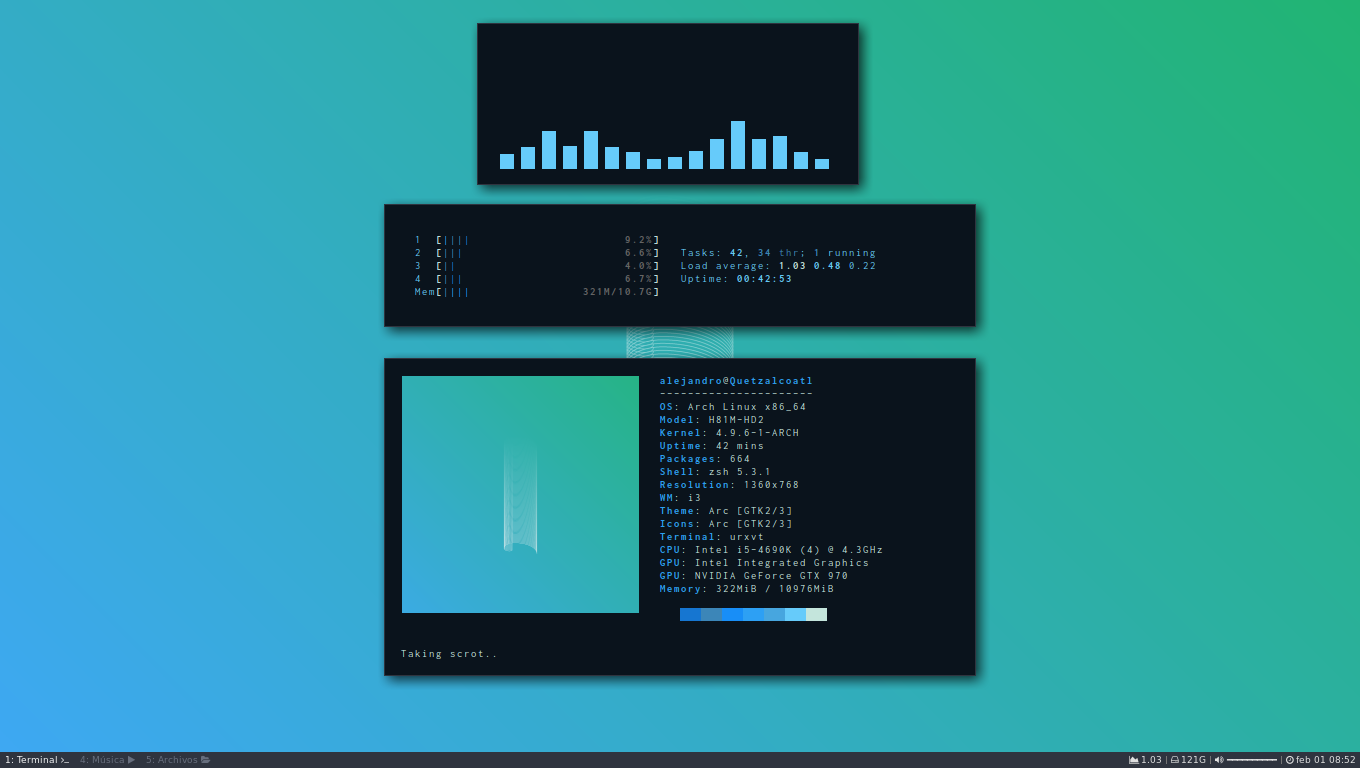 1 [|||| 9.2%]
2 [||| 6.6%]
3 [|| 4.0%]
4 [||| 6.7%]
Mem[|||| 321M/10.7G]
Tasks: 42, 34 thr; 1 running
Load average: 1.03 0.48 0.22
Uptime: 00:42:53
alejandro@Quetzalcoatl
----------------------
OS: Arch Linux x86_64
Model: H81M-HD2
Kernel: 4.9.6-1-ARCH
Uptime: 42 mins
Packages: 664
Shell: zsh 5.3.1
Resolution: 1360x768
WM: i3
Theme: Arc [GTK2/3]
Icons: Arc [GTK2/3]
Terminal: urxvt
CPU: Intel i5-4690K (4) @ 4.3GHz
GPU: Intel Integrated Graphics
GPU: NVIDIA GeForce GTX 970
Memory: 322MiB / 10976MiB
Taking scrot..
1: Terminal 4: Música 5: Archivos 1.03 | 121G | | feb 01 08:52